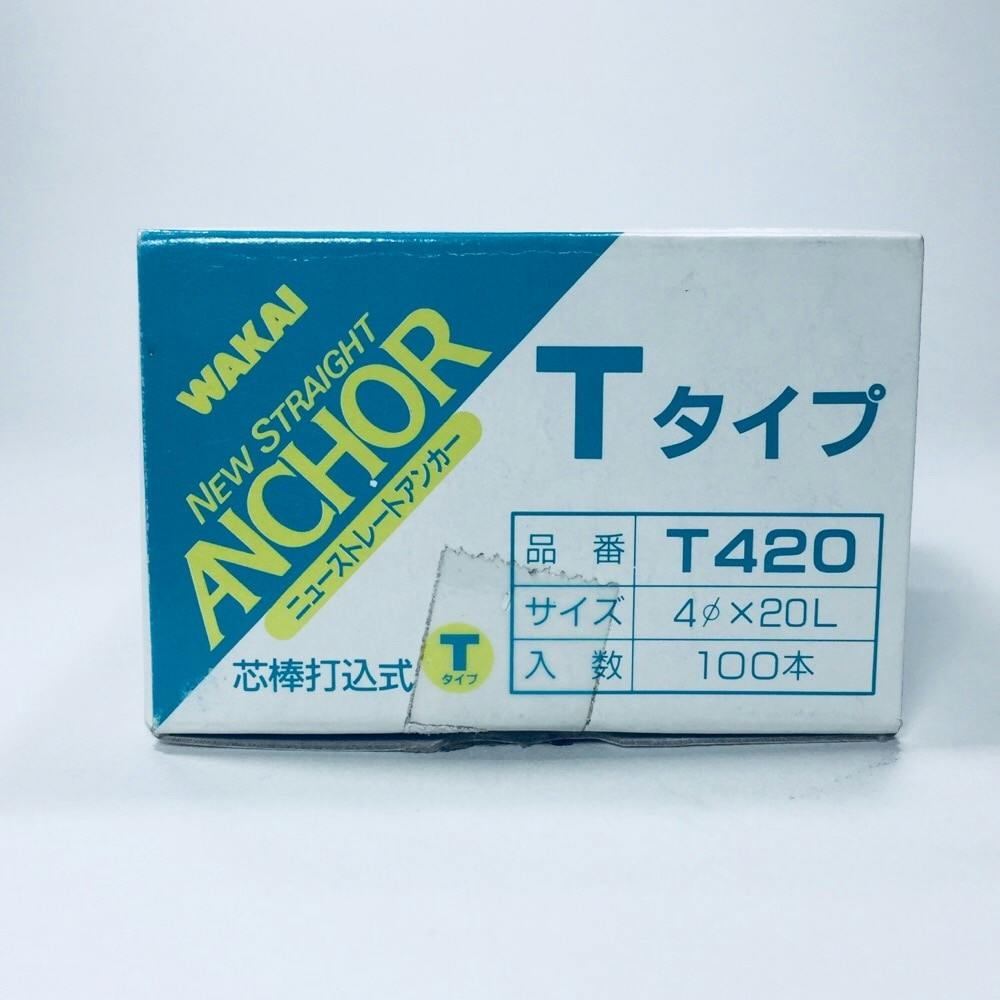 WAKAI
NEW STRAIGHT
ANCHOR
ニューストレートアンカー
芯棒打込式
T
タイプ
Tタイプ
品番 T420
サイズ 4φ×20L
入数 100本